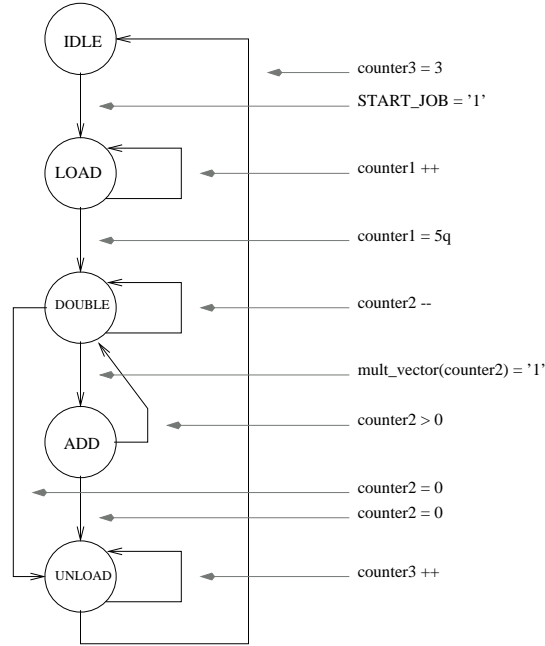 IDLE
counter3 = 3
START_JOB = ’1’
LOAD
counter1 ++
counter1 = 5q
DOUBLE
counter2 --
mult_vector(counter2) = ’1’
counter2 > 0
ADD
counter2 = 0
counter2 = 0
UNLOAD
counter3 ++